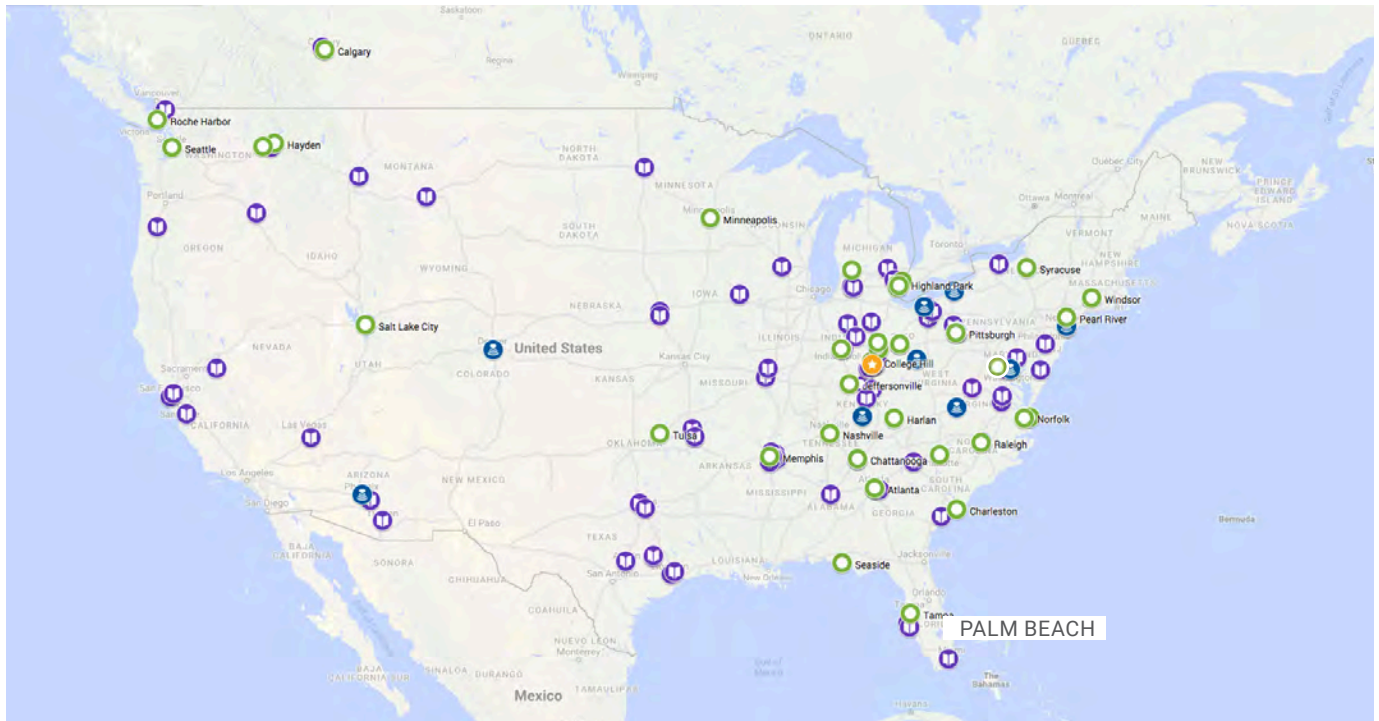 Saskatoon
ONTARIO
QUEBEC
Calgary
Regina
Winnipeg
Vancouver
Victoria
Roche Harbor
Seattle
WASHINGTON
Hayden
MONTANA
NORTH
DAKOTA
MINNESOTA
Québec City
NEW
BRUNSWICK
PRINCE
EDWARD
ISLAND
Portland
Ottawa
Montreal
MAINE
NOVA SCOTIA
Minneapolis
WISCONSIN
SOUTH
DAKOTA
OREGON
IDAHO
WYOMING
MICHIGAN
Toronto
VERMONT
NEW
HAMPSHIRE
Syracuse
MASSACHUSETTS
Windsor
Highland Park
Chicago
IOWA
NEBRASKA
Salt Lake City
Pearl River
PENNSYLVANIA
Pittsburgh
NEVADA
UTAH
United States
COLORADO
ILLINOIS
College Hill
Sacramento
Kansas City
KANSAS
MISSOURI
WEST
VIRGINIA
Jeffersonville
KENTUCKY
CALIFORNIA
Las Vegas
Harlan
Norfolk
Tulsa
OKLAHOMA
Nashville
TENNESSEE
Raleigh
Memphis
Chattanooga
ARKANSAS
Los Angeles
ARIZONA
NEW MEXICO
San Diego
MISSISSIPPI
ALABAMA
Atlanta
SOUTH
CAROLINA
GEORGIA
Charleston
Bermuda
El Paso
TEXAS
BAJA
CALIFORNIA
SONORA
CHIHUAHUA
San Antonio
LOUISIANA
New Orleans
Jacksonville
Seaside
Orlando
COAHUILA
Tampa
PALM BEACH
NUEVO LEON
Monterrey
BAJA
CALIFORNIA SUR
SINALOA
DURANGO
Mexico
TAMAULIPAS
Gulf of
Mexico
The
Bahamas
Havana